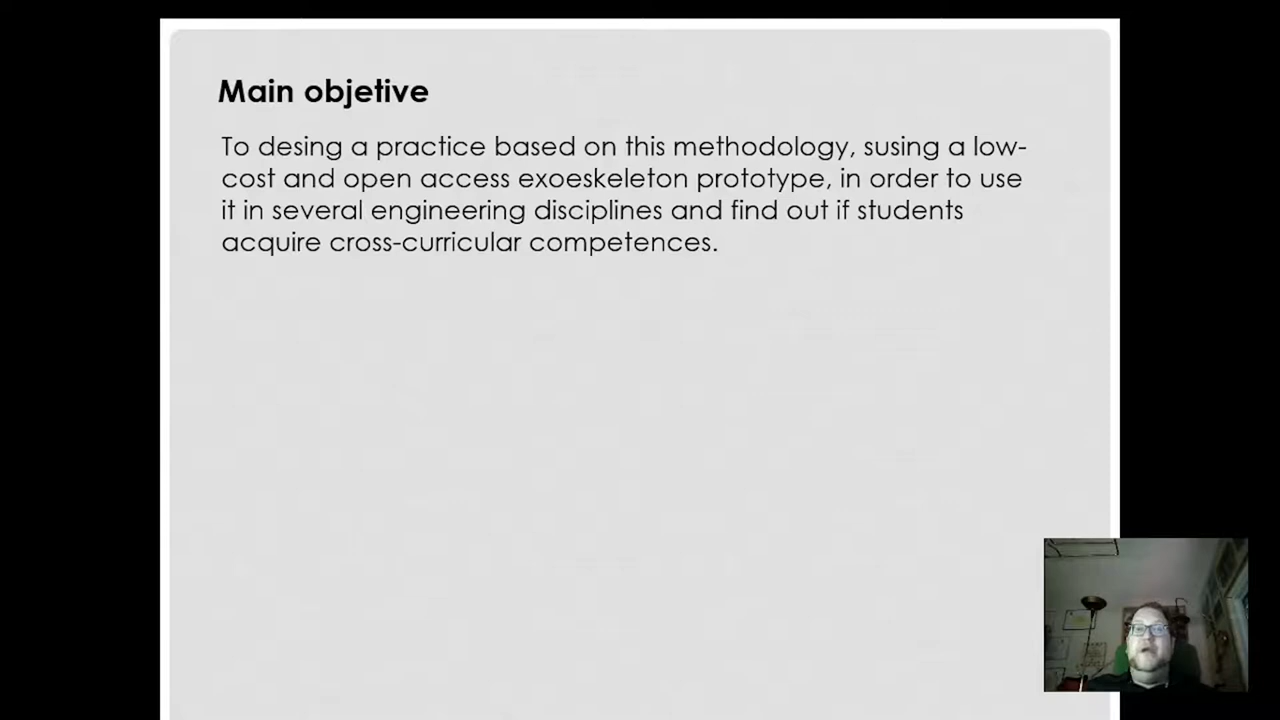 Main objetive
To desing a practice based on this methodology, susing a low-
cost and open access exoeskeleton prototype, in order to use
it in several engineering disciplines and find out if students
acquire cross-curricular competences.